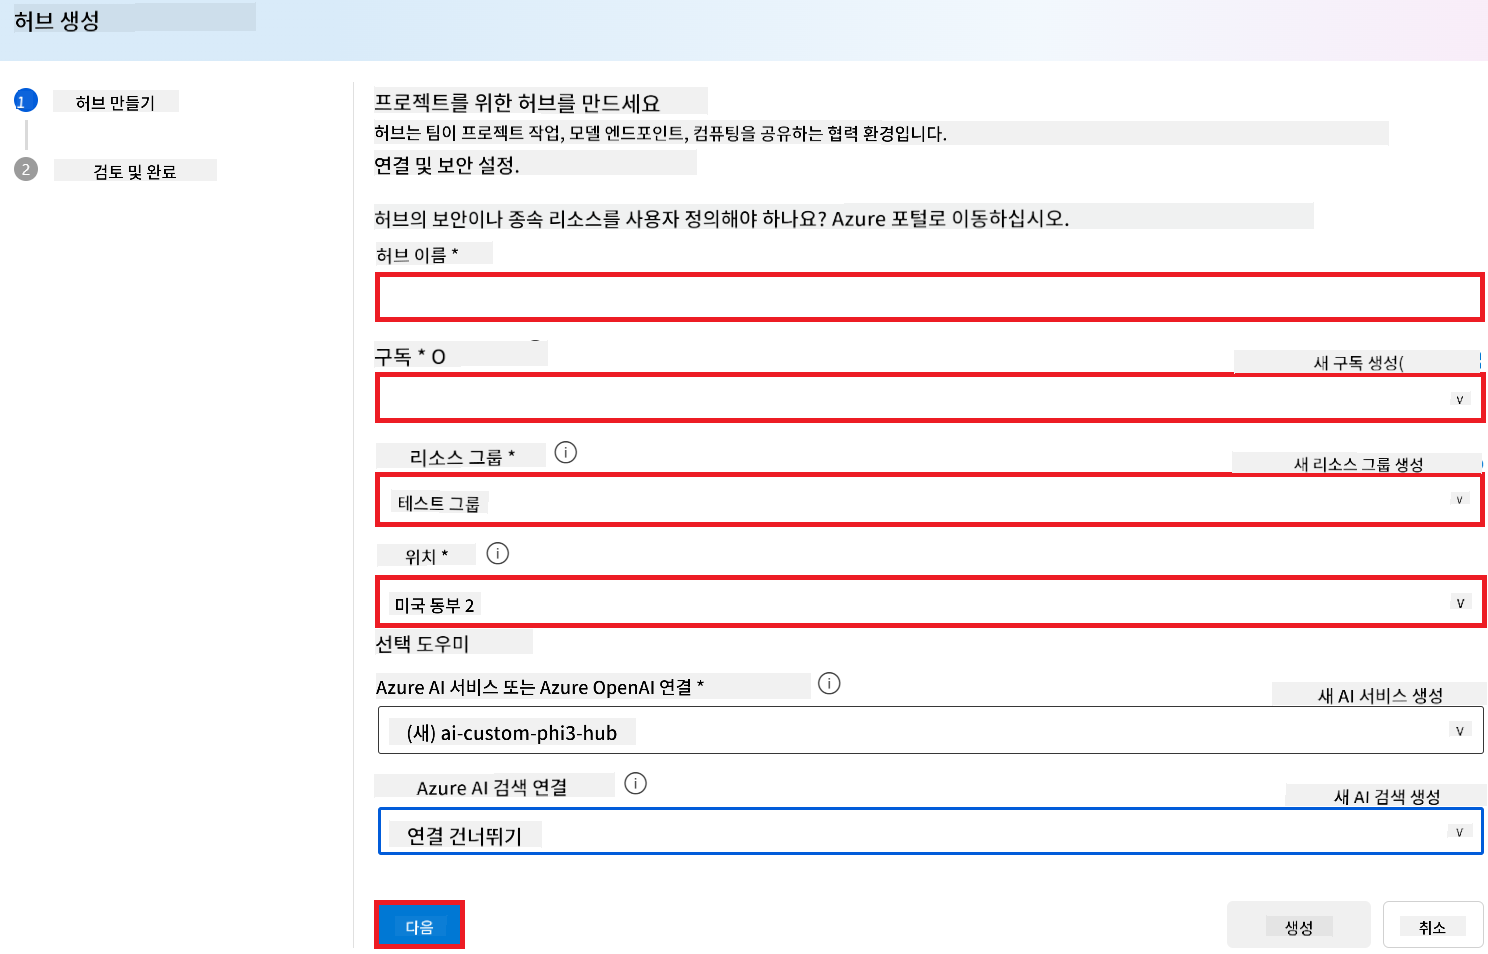 허브 생성
1
허브 만들기
2
검토 및 완료
프로젝트를 위한 허브를 만드세요
허브는 팀이 프로젝트 작업, 모델 엔드포인트, 컴퓨팅을 공유하는 협력 환경입니다.
연결 및 보안 설정.
허브의 보안이나 종속 리소스를 사용자 정의해야 하나요? Azure 포털로 이동하십시오.
허브 이름 *
구독 * O
새 구독 생성(
리소스 그룹 *
새 리소스 그룹 생성
테스트 그룹
위치 *
미국 동부 2
선택 도우미
Azure AI 서비스 또는 Azure OpenAI 연결 *
새 AI 서비스 생성
(새) ai-custom-phi3-hub
Azure AI 검색 연결
새 AI 검색 생성
연결 건너뛰기
다음
생성
취소